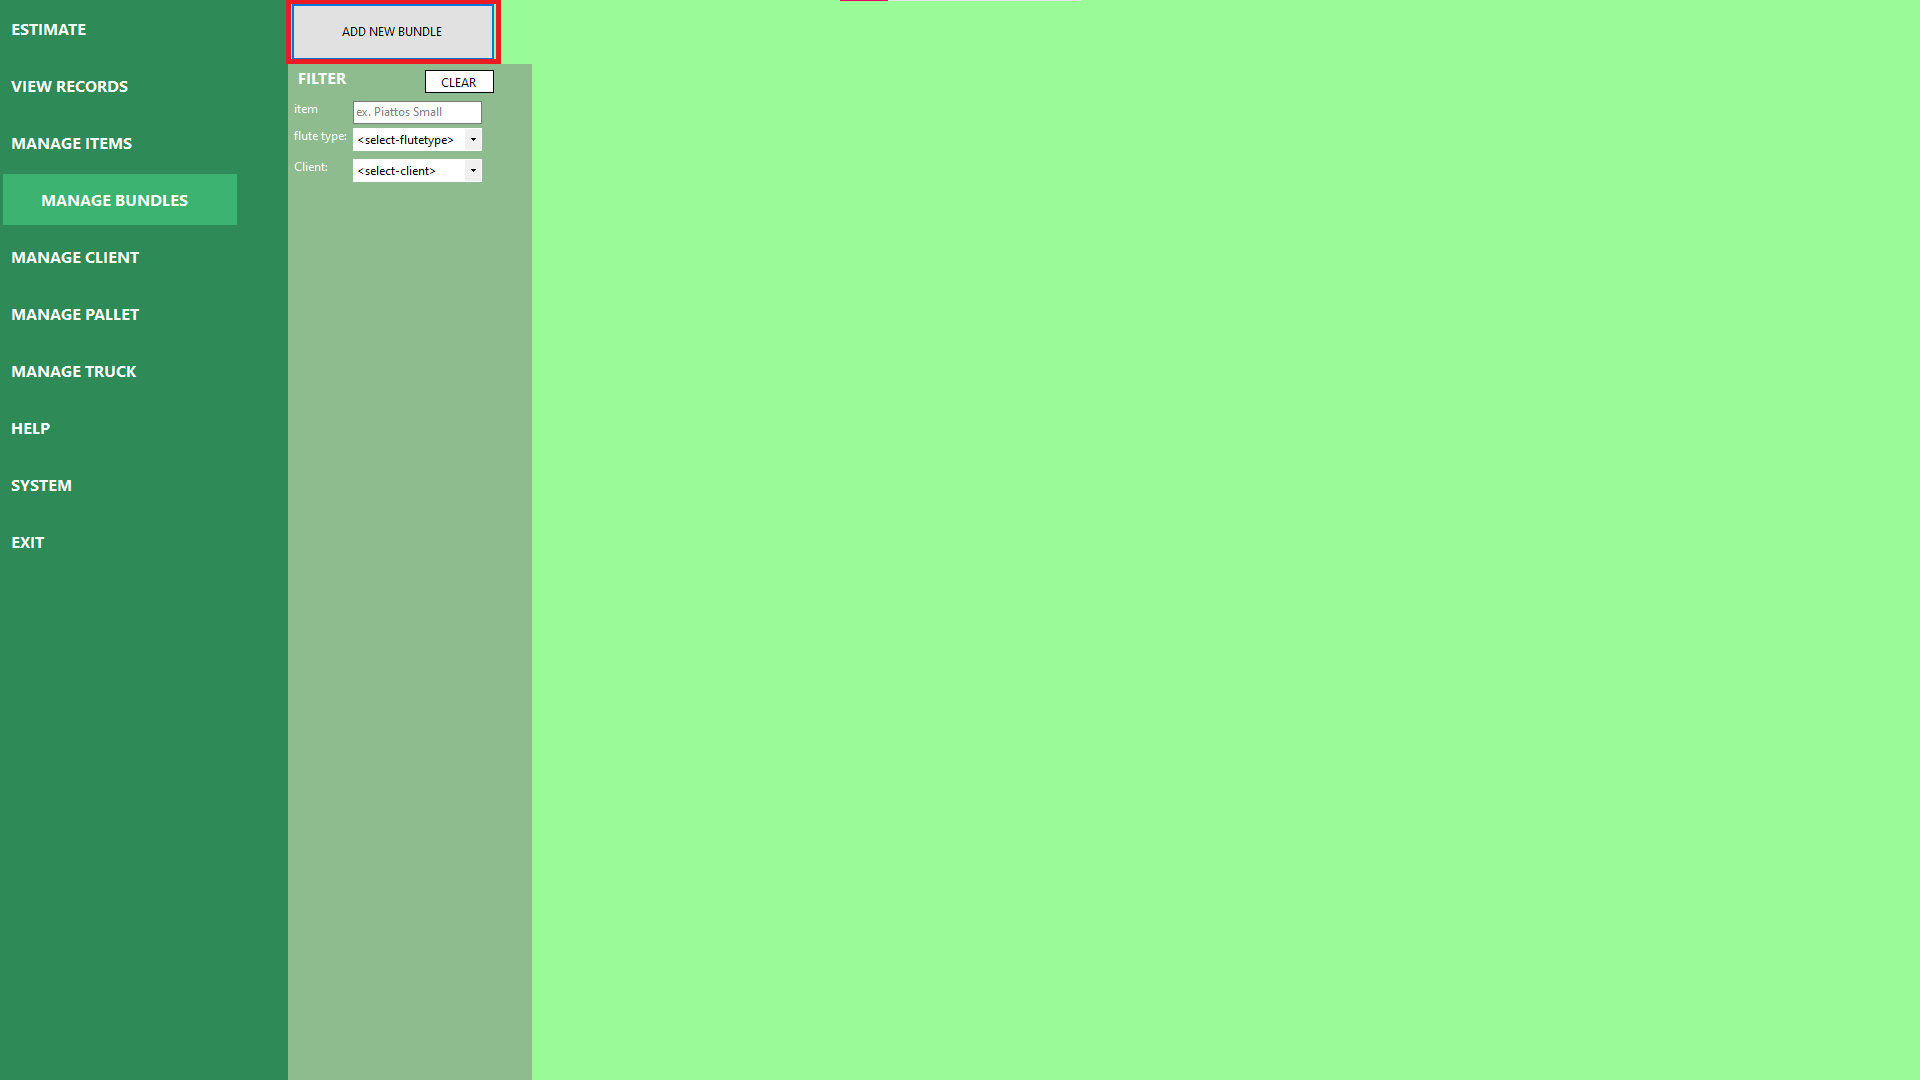 ESTIMATE
VIEW RECORDS
MANAGE ITEMS
MANAGE BUNDLES
MANAGE CLIENT
MANAGE PALLET
MANAGE TRUCK
HELP
SYSTEM
EXIT
ADD NEW BUNDLE
FILTER CLEAR
item ex. Piattos Small
flute type: <select-flutetype>
Client: <select-client>